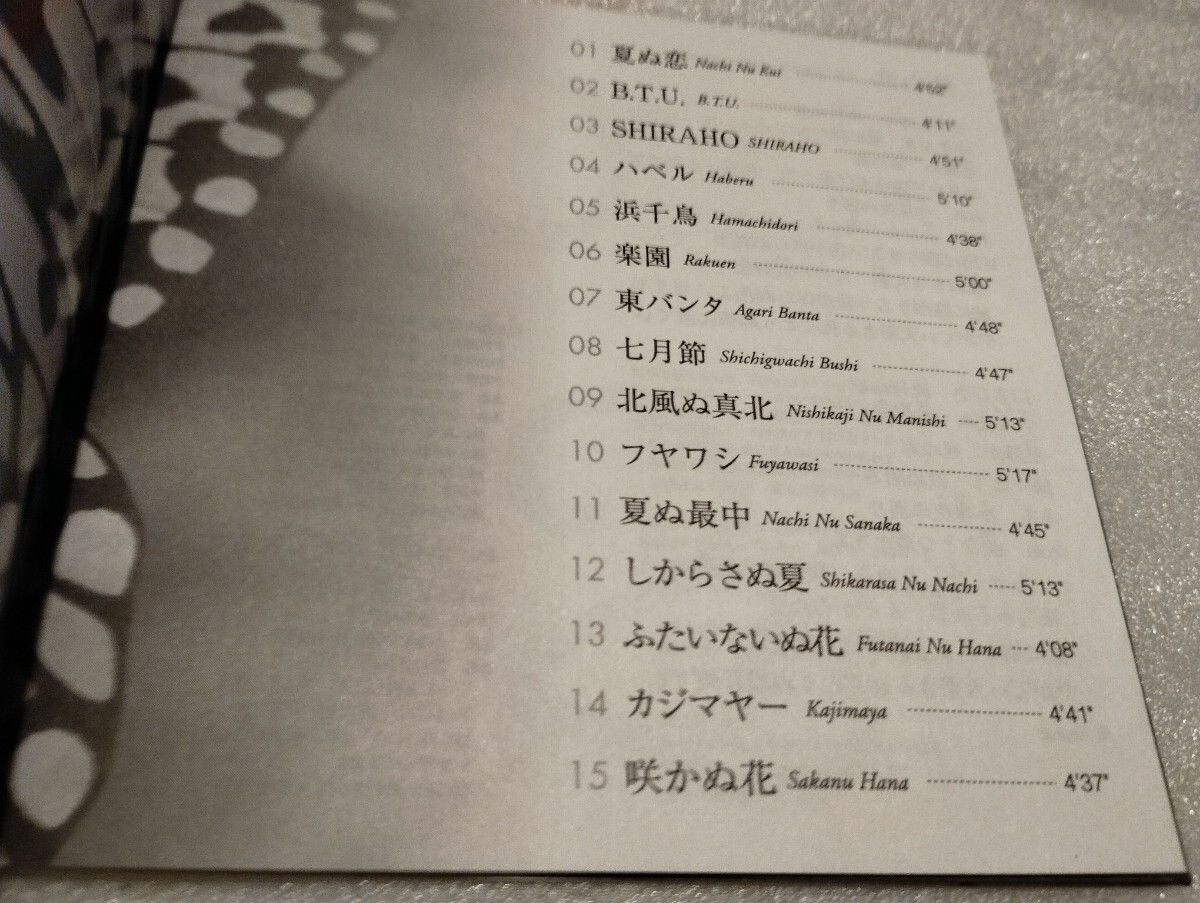 01 夏ぬ恋 Nachi Nu Kui 4'52"
02 B.T.U. B.T.U. 4'11"
03 SHIRAHO SHIRAHO 4'51"
04 ハベル Haberu 5'10"
05 浜千鳥 Hamachidori 4'38"
06 楽園 Rakuen 5'00"
07 東バンタ Agari Banta 4'48"
08 七月節 Shichigwachi Bushi 4'47"
09 北風ぬ真北 Nishikaji Nu Manishi 5'13"
10 フヤワシ Fuyawasi 5'17"
11 夏ぬ最中 Nachi Nu Sanaka 4'45"
12 しからさぬ夏 Shikarasa Nu Nachi 5'13"
13 ふたいないぬ花 Futanai Nu Hana 4'08"
14 カジマヤー Kajimaya 4'41"
15 咲かぬ花 Sakanu Hana 4'37"